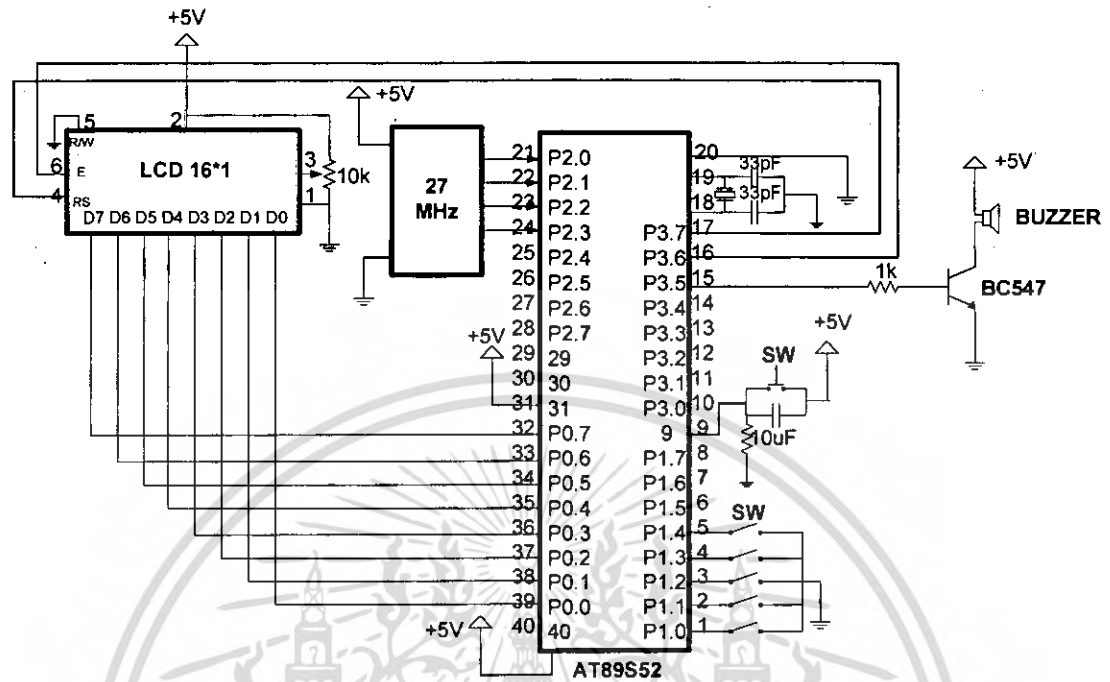 +5V
5
2
R/W
6
E
LCD 16*1
3
10k
4
RS
1
D7 D6 D5 D4 D3 D2 D1 D0
+5V
27
MHz
21 P2.0
22 P2.1
23 P2.2
24 P2.3
25 P2.4
26 P2.5
27 P2.6
28 P2.7
29 29
30 30
+5V
31 31
32 P0.7
33 P0.6
34 P0.5
35 P0.4
36 P0.3
37 P0.2
38 P0.1
39 P0.0
+5V
40 40
AT89S52
20
19
18
P3.7 17
P3.6 16
P3.5 15
P3.4 14
P3.3 13
P3.2 12
P3.1 11
P3.0 10
9 9
P1.7 8
P1.6 7
P1.5 6
P1.4 5
P1.3 4
P1.2 3
P1.1 2
P1.0 1
33pF
33pF
1k
+5V
BUZZER
BC547
+5V
SW
10uF
SW